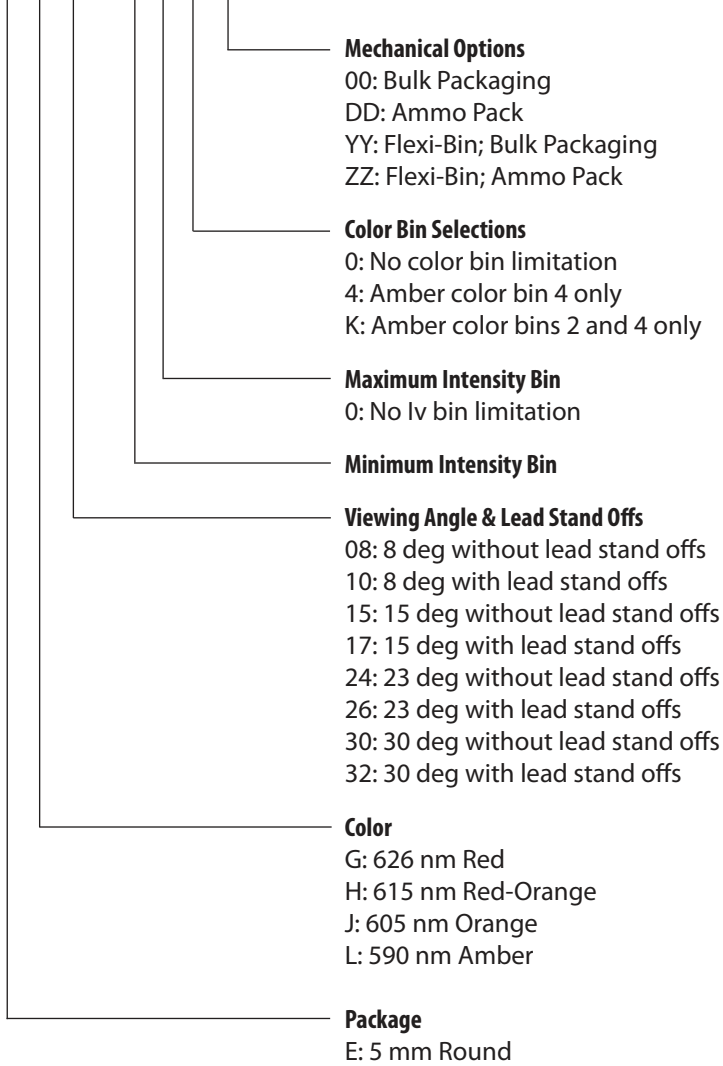 Mechanical Options
00: Bulk Packaging
DD: Ammo Pack
YY: Flexi-Bin; Bulk Packaging
ZZ: Flexi-Bin; Ammo Pack
Color Bin Selections
0: No color bin limitation
4: Amber color bin 4 only
K: Amber color bins 2 and 4 only
Maximum Intensity Bin
0: No Iv bin limitation
Minimum Intensity Bin
Viewing Angle & Lead Stand Offs
08: 8 deg without lead stand offs
10: 8 deg with lead stand offs
15: 15 deg without lead stand offs
17: 15 deg with lead stand offs
24: 23 deg without lead stand offs
26: 23 deg with lead stand offs
30: 30 deg without lead stand offs
32: 30 deg with lead stand offs
Color
G: 626 nm Red
H: 615 nm Red-Orange
J: 605 nm Orange
L: 590 nm Amber
Package
E: 5 mm Round